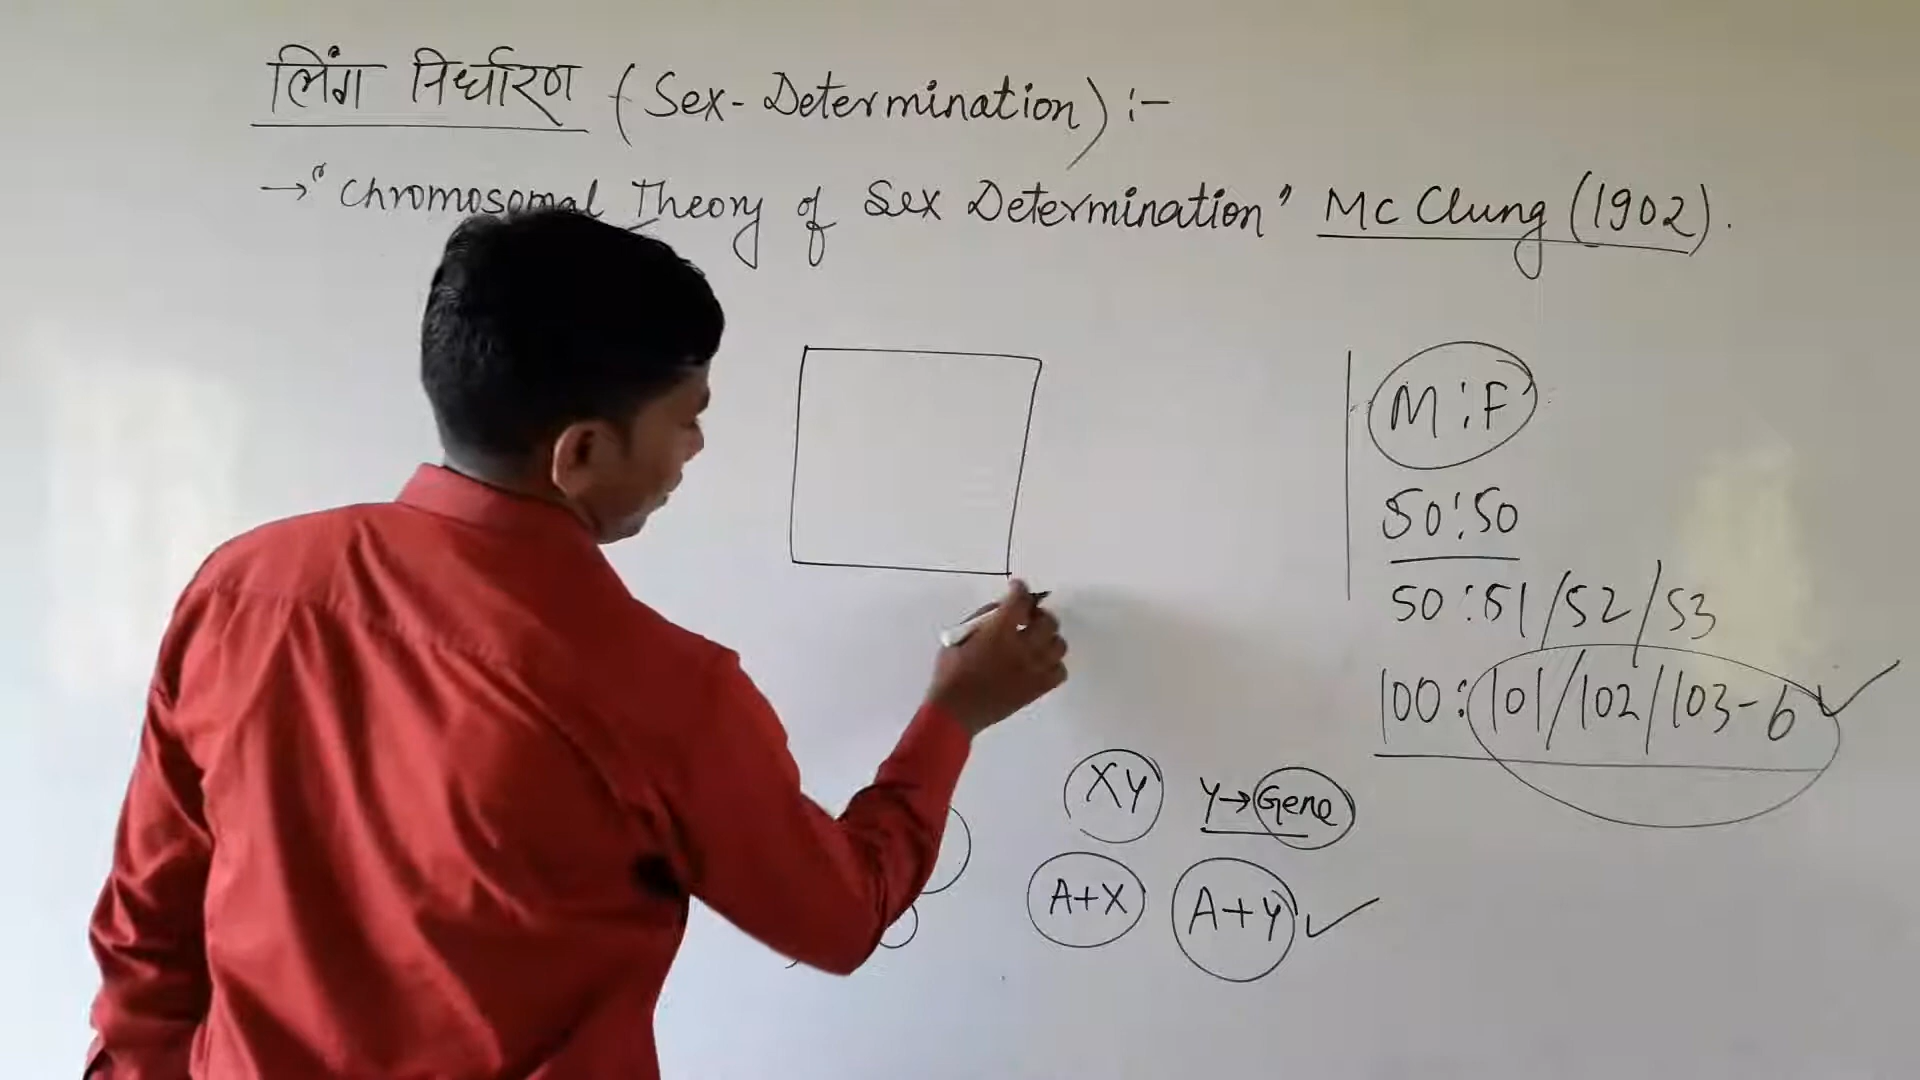 लिंग निर्धारण (Sex-Determination) :-
→ "Chromosomal Theory of Sex Determination" Mc Clung (1902).
M : F
50 : 50
50 : 51 / 52 / 53
100 : 101 / 102 / 103 - 6 ✓
XY Y → Gene
A+X A+Y ✓